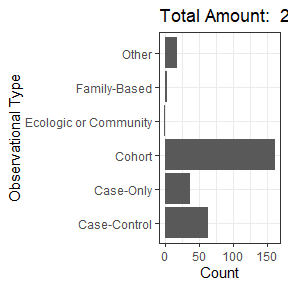 Total Amount: 2
Observational Type
Other
Family-Based
Ecologic or Community
Cohort
Case-Only
Case-Control
0 50 100 150
Count